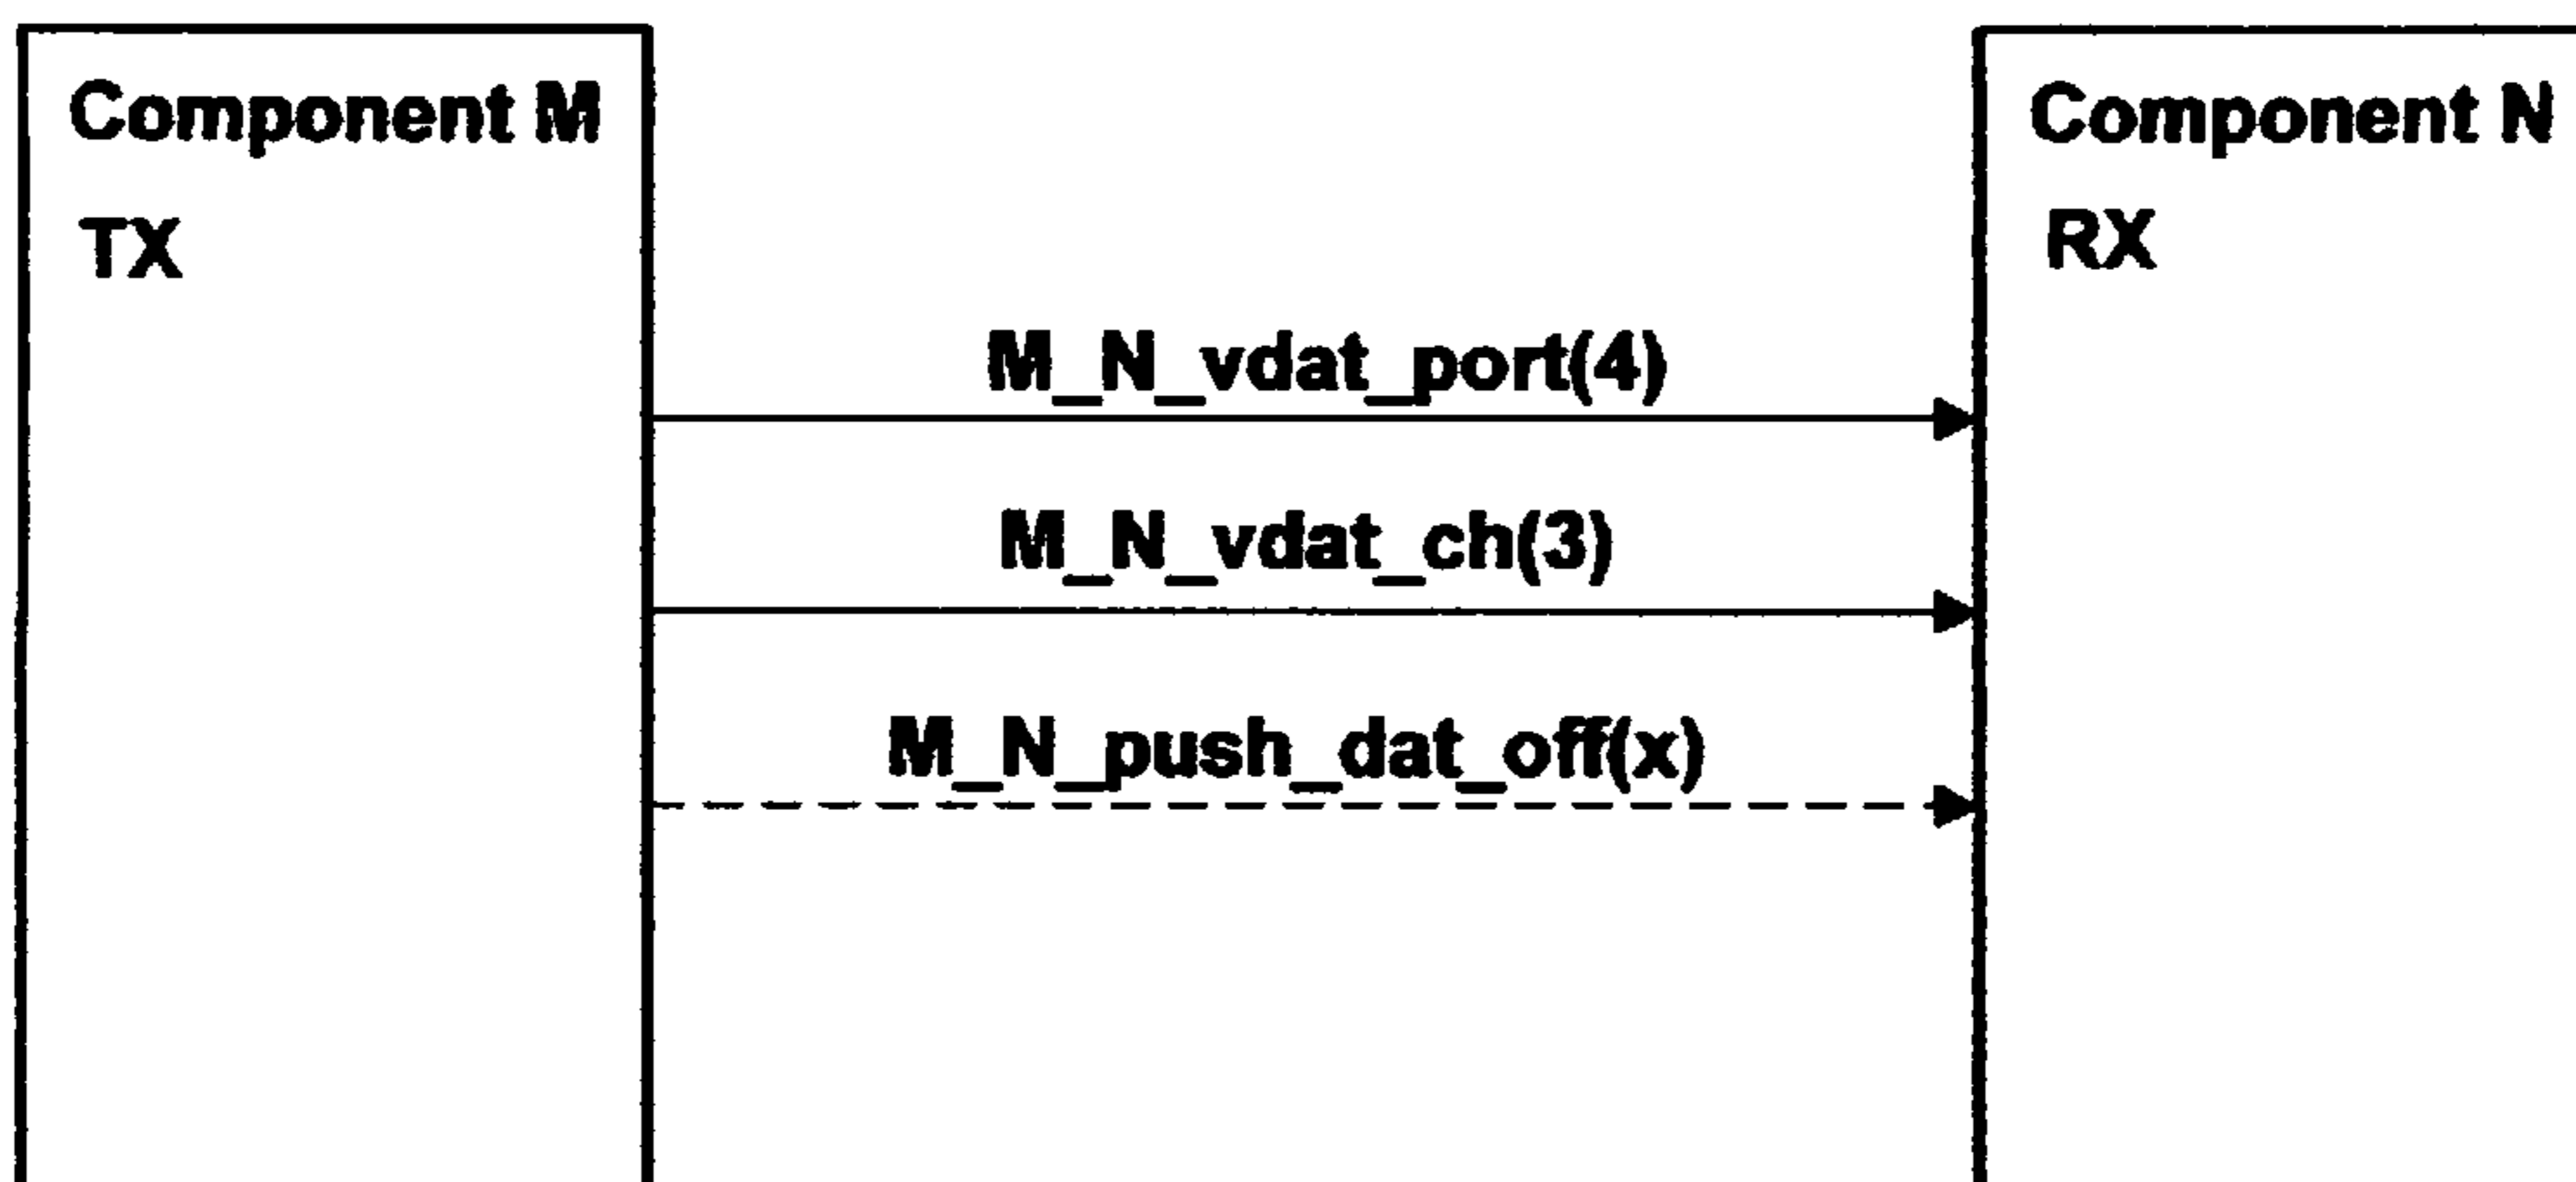 Component M
TX
Component N
RX
M_N_vdat_port(4)
M_N_vdat_ch(3)
M_N_push_dat_off(x)